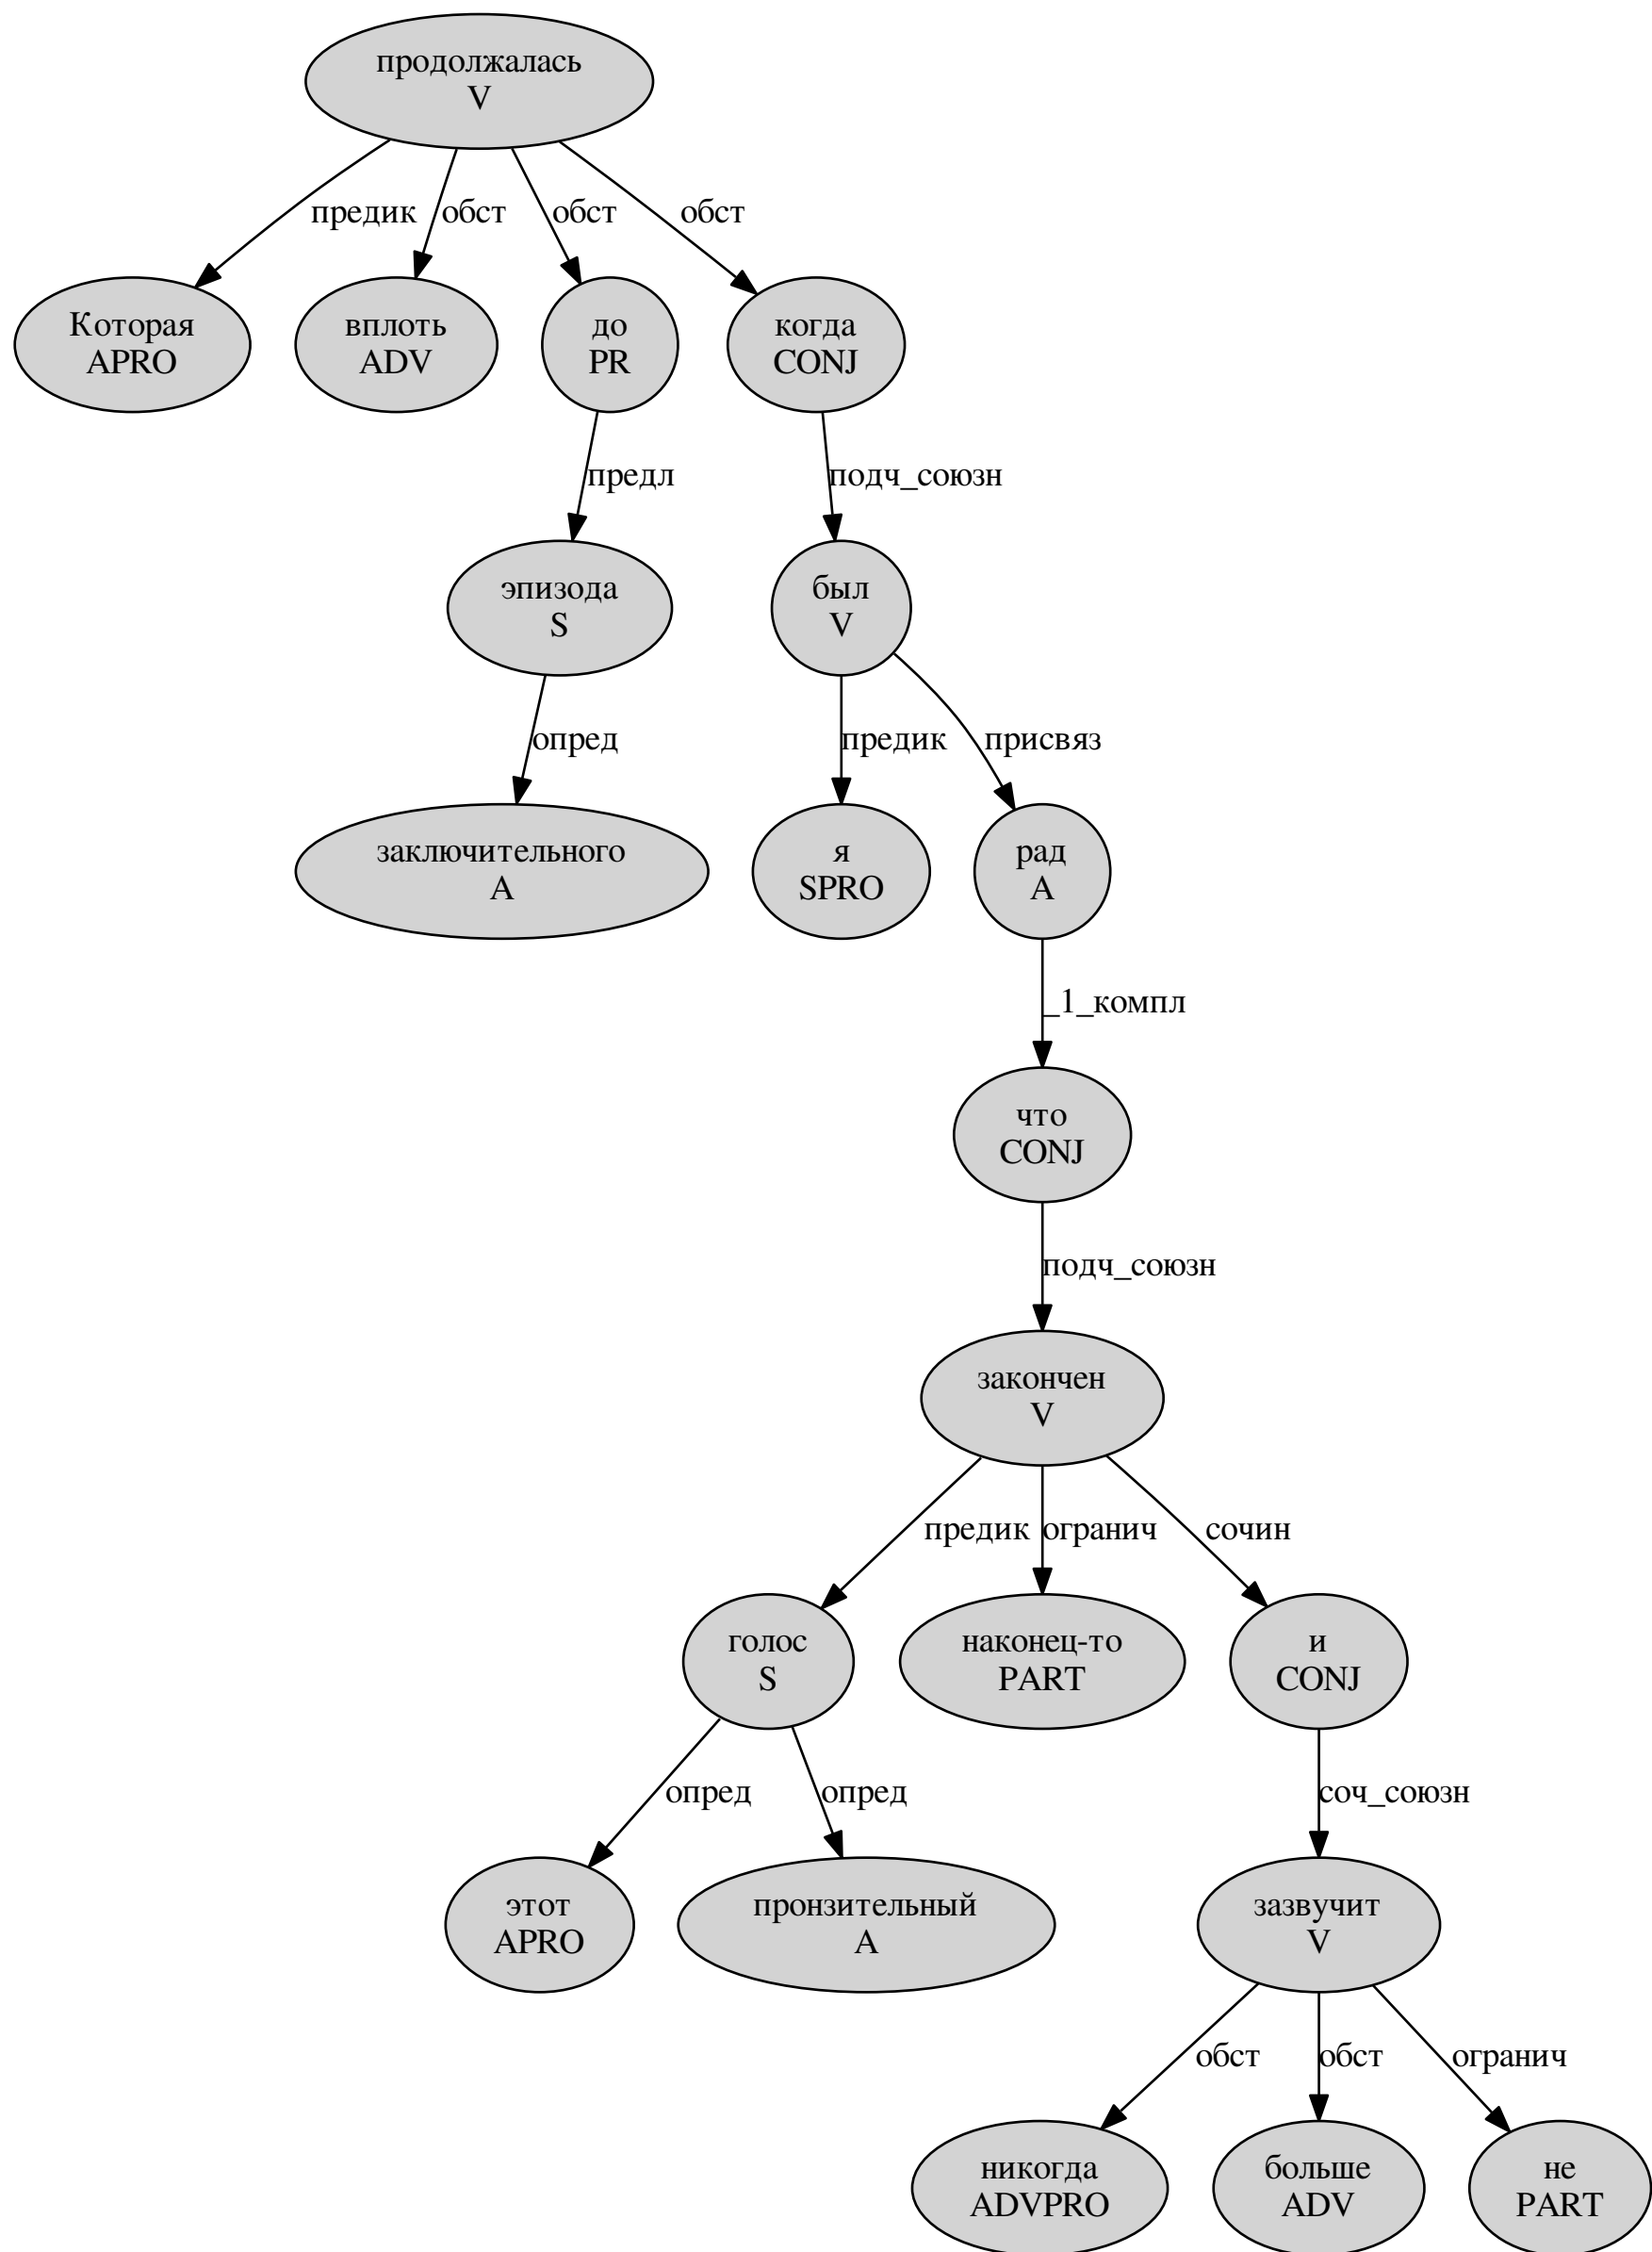 продолжалась
V
предик
обст
обст
обст
Которая
APRO
вплоть
ADV
до
PR
когда
CONJ
предл
подч_союзн
эпизода
S
был
V
опред
предик
присвяз
заключительного
A
я
SPRO
рад
A
_1_компл
что
CONJ
подч_союзн
закончен
V
предик
огранич
сочин
голос
S
наконец-то
PART
и
CONJ
опред
опред
соч_союзн
этот
APRO
пронзительный
A
зазвучит
V
обст
обст
огранич
никогда
ADVPRO
больше
ADV
не
PART